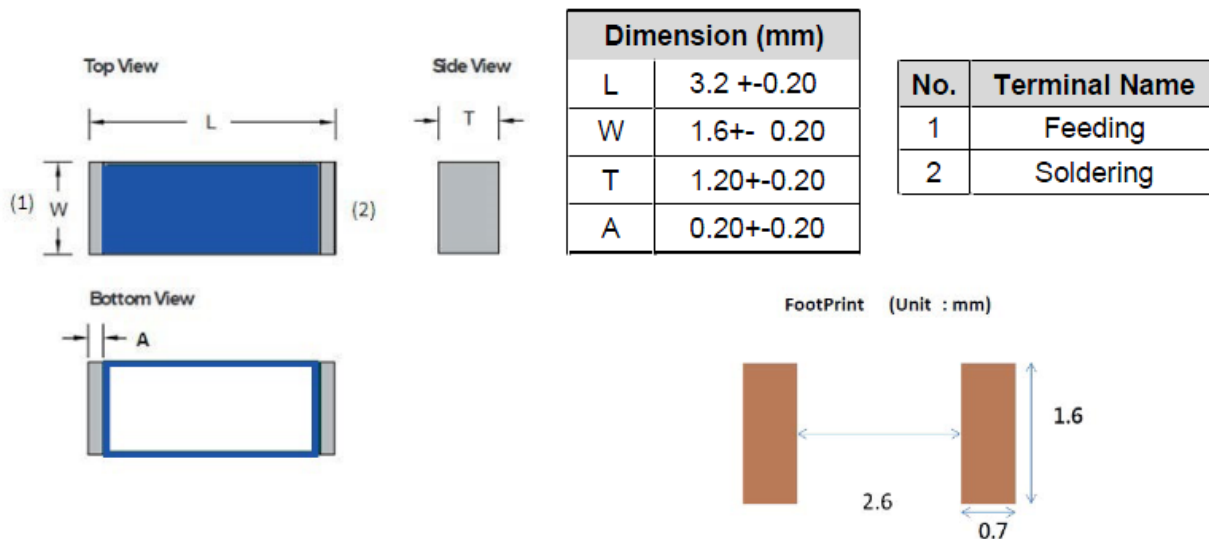 Top View
Side View
L
T
(1)
W
(2)
Bottom View
A
Dimension (mm)
L 3.2 +-0.20
W 1.6+- 0.20
T 1.20+-0.20
A 0.20+-0.20
No. Terminal Name
1 Feeding
2 Soldering
FootPrint (Unit : mm)
1.6
2.6
0.7